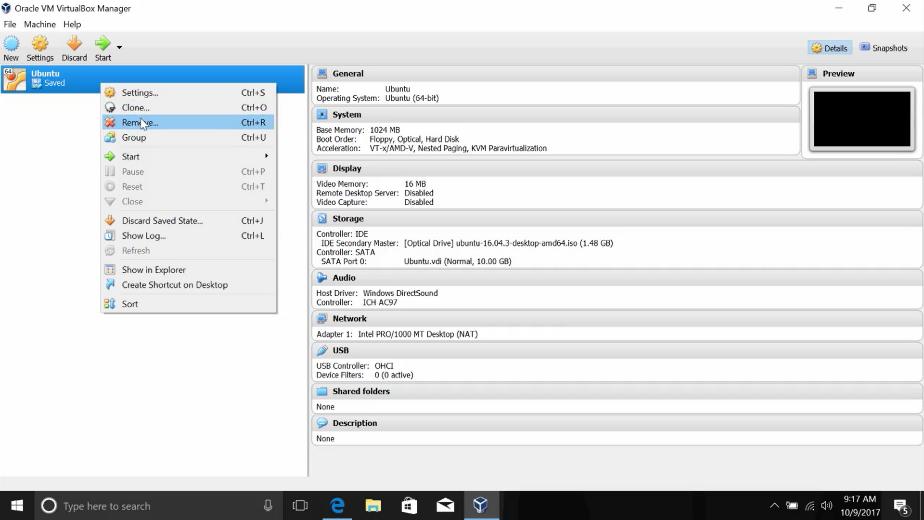 Oracle VM VirtualBox Manager
File Machine Help
New Settings Discard Start
Details Snapshots
64
Ubuntu
Saved
Settings... Ctrl+S
Clone... Ctrl+O
Remove... Ctrl+R
Group Ctrl+U
Start
Pause Ctrl+P
Reset Ctrl+T
Close
Discard Saved State... Ctrl+J
Show Log... Ctrl+L
Refresh
Show in Explorer
Create Shortcut on Desktop
Sort
General
Name: Ubuntu
Operating System: Ubuntu (64-bit)
System
Base Memory: 1024 MB
Boot Order: Floppy, Optical, Hard Disk
Acceleration: VT-x/AMD-V, Nested Paging, KVM Paravirtualization
Display
Video Memory: 16 MB
Remote Desktop Server: Disabled
Video Capture: Disabled
Storage
Controller: IDE
IDE Secondary Master: [Optical Drive] ubuntu-16.04.3-desktop-amd64.iso (1.48 GB)
Controller: SATA
SATA Port 0: Ubuntu.vdi (Normal, 10.00 GB)
Audio
Host Driver: Windows DirectSound
Controller: ICH AC97
Network
Adapter 1: Intel PRO/1000 MT Desktop (NAT)
USB
USB Controller: OHCI
Device Filters: 0 (0 active)
Shared folders
None
Description
None
Preview
Type here to search
9:17 AM
10/9/2017
5